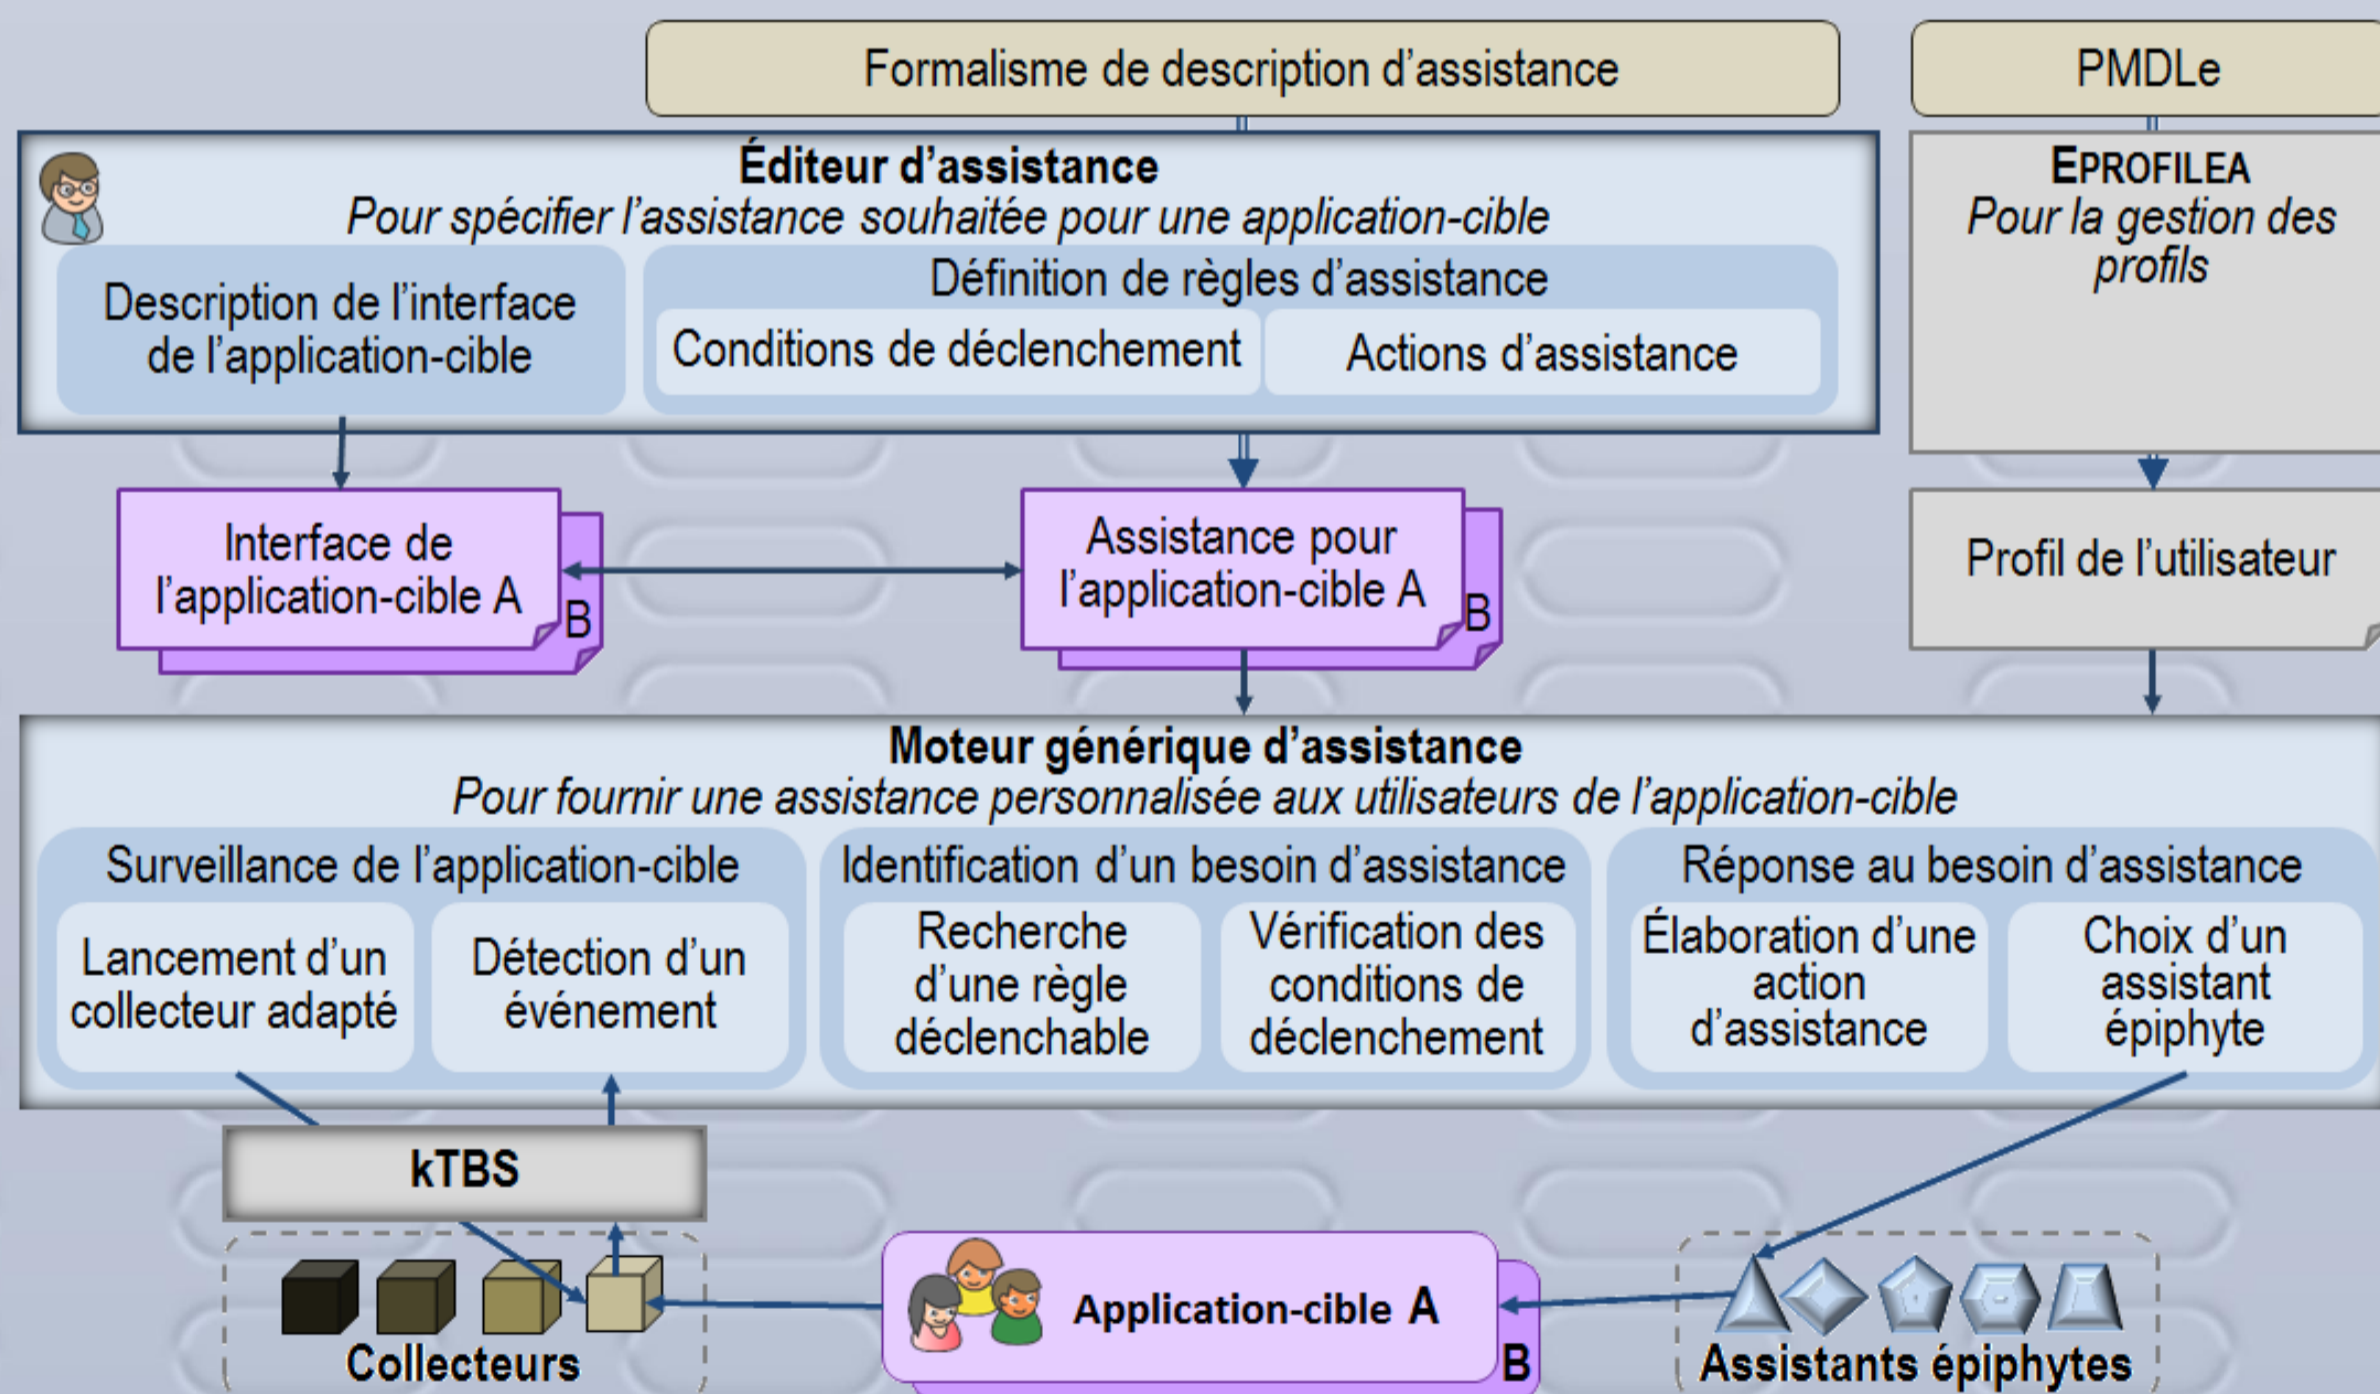 Formalisme de description d’assistance
PMDLe
Éditeur d’assistance
Pour spécifier l’assistance souhaitée pour une application-cible
Description de l’interface
de l’application-cible
Définition de règles d’assistance
Conditions de déclenchement
Actions d’assistance
EPROFILEA
Pour la gestion des
profils
Interface de
l’application-cible A
B
Assistance pour
l’application-cible A
B
Profil de l’utilisateur
Moteur générique d’assistance
Pour fournir une assistance personnalisée aux utilisateurs de l’application-cible
Surveillance de l’application-cible
Lancement d’un
collecteur adapté
Détection d’un
événement
Identification d’un besoin d’assistance
Recherche
d’une règle
déclenchable
Vérification des
conditions de
déclenchement
Réponse au besoin d’assistance
Élaboration d’une
action
d’assistance
Choix d’un
assistant
épiphyte
kTBS
Collecteurs
Application-cible A
B
Assistants épiphytes